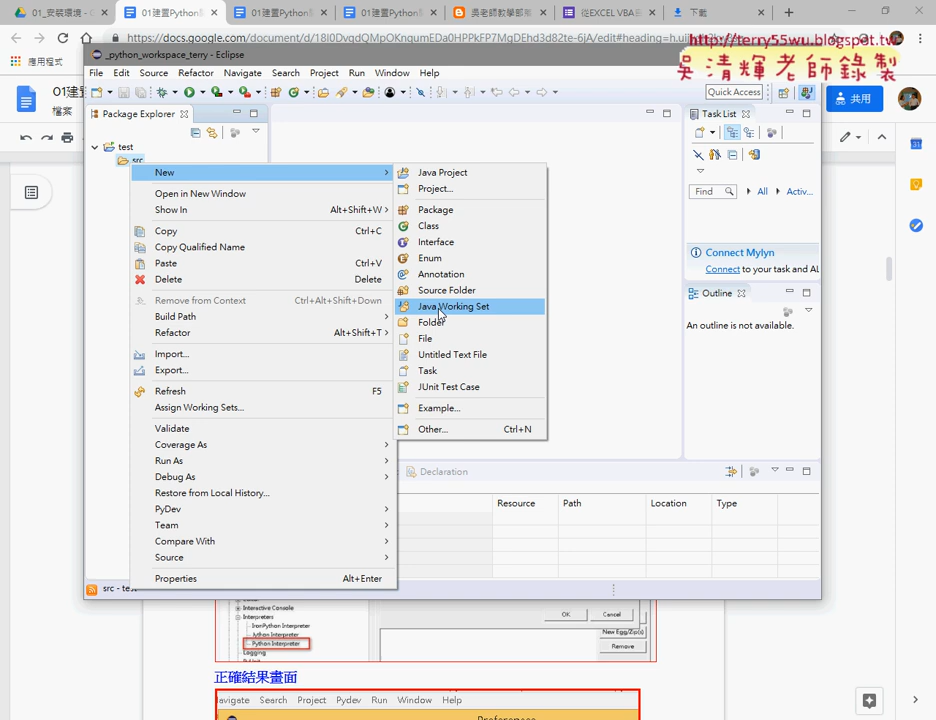 01_安裝環境 -
01建置Python
01建置Python
01建置Python
吳老師教學部
從EXCEL VBA
下載
https://docs.google.com/document/d/18I0DvqdQMpOKnqumEDa0HPPkFP7MgDEhd3d82te-6jA/edit#heading=h.uij
http://terry55wu.blogspot.tw
吳清輝老師錄製
應用程式
01建置
檔案
共用
_python_workspace_terry - Eclipse
File Edit Source Refactor Navigate Search Project Run Window Help
Quick Access
Package Explorer
test
src
New
Open in New Window
Show In Alt+Shift+W
Copy Ctrl+C
Copy Qualified Name
Paste Ctrl+V
Delete Delete
Remove from Context Ctrl+Alt+Shift+Down
Build Path
Refactor Alt+Shift+T
Import...
Export...
Refresh F5
Assign Working Sets...
Validate
Coverage As
Run As
Debug As
Restore from Local History...
PyDev
Team
Compare With
Source
Properties Alt+Enter
Java Project
Project...
Package
Class
Interface
Enum
Annotation
Source Folder
Java Working Set
Folder
File
Untitled Text File
Task
JUnit Test Case
Example...
Other... Ctrl+N
Task List
Find All Activ...
Connect Mylyn
Connect to your task and AL
Outline
An outline is not available.
Declaration
Resource Path Location Type
src - tes
Interactive Console
Interpreters
IronPython Interpreter
Jython Interpreter
Python Interpreter
Logging
OK Cancel
New Egg/Zip(s)
Remove
正確結果畫面
avigate Search Project Pydev Run Window Help
Preference